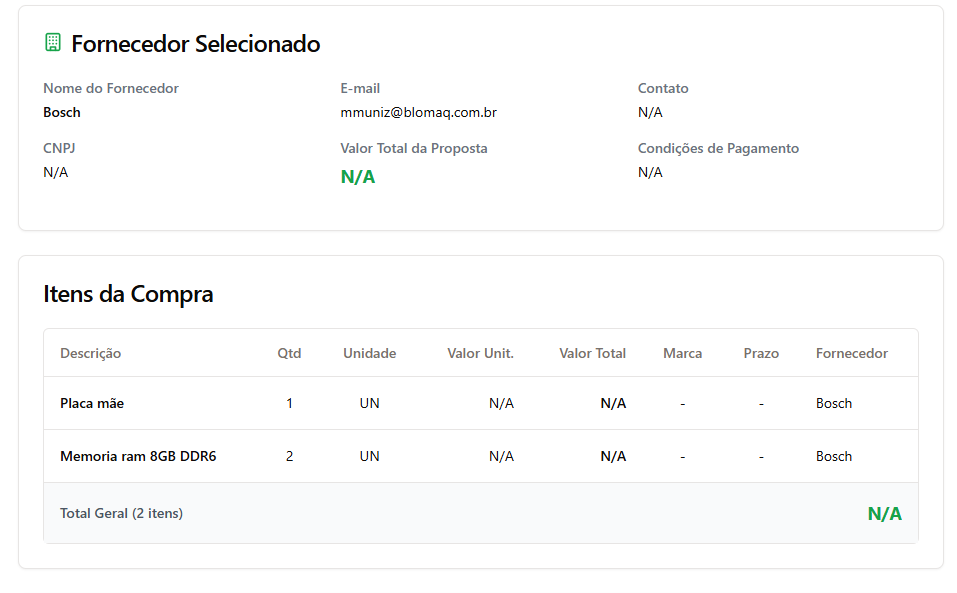 Fornecedor Selecionado
Nome do Fornecedor E-mail Contato
Bosch mmuniz@blomaq.com.br N/A
CNPJ Valor Total da Proposta Condições de Pagamento
N/A N/A N/A
Itens da Compra
Descrição Qtd Unidade Valor Unit. Valor Total Marca Prazo Fornecedor
Placa mãe 1 UN N/A N/A - - Bosch
Memoria ram 8GB DDR6 2 UN N/A N/A - - Bosch
Total Geral (2 itens) N/A